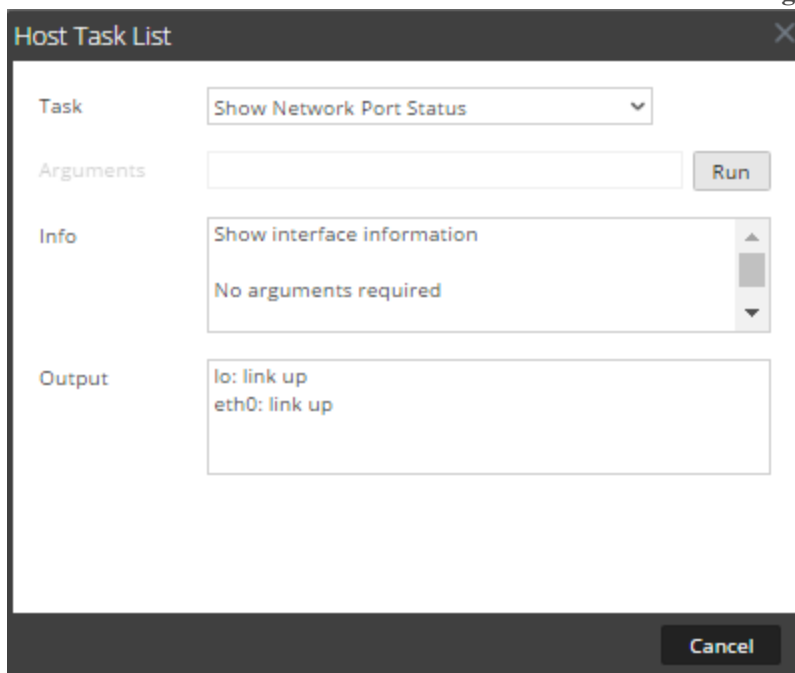 Host Task List
Task
Show Network Port Status
Arguments
Run
Info
Show interface information
No arguments required
Output
lo: link up
eth0: link up
Cancel